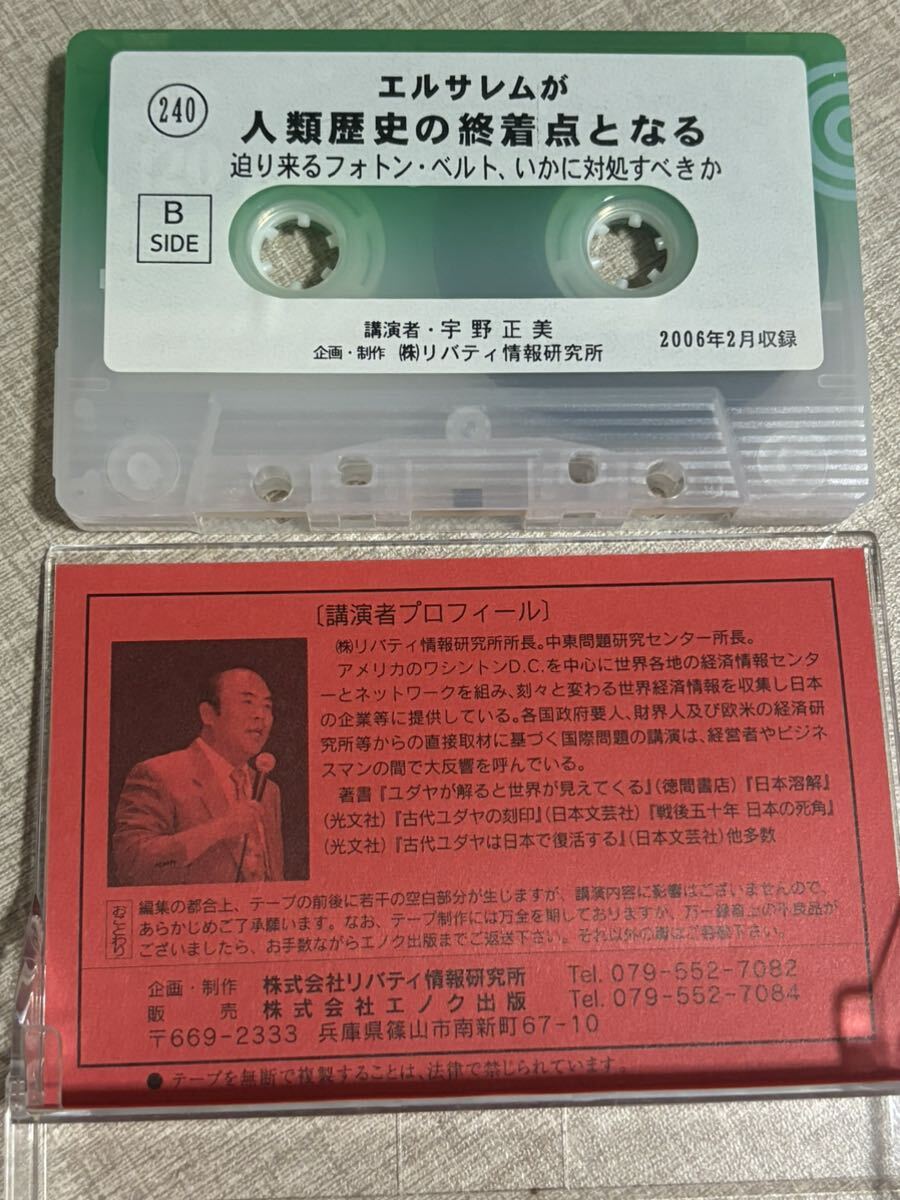 240
エルサレムが
人類歴史の終着点となる
迫り来るフォトン・ベルト、いかに対処すべきか
B
SIDE
講演者・宇野正美
企画・制作 ㈱リバティ情報研究所
2006年2月収録
〔講演者プロフィール〕
㈱リバティ情報研究所所長。中東問題研究センター所長。
アメリカのワシントンD.C.を中心に世界各地の経済情報センタ
ーとネットワークを組み、刻々と変わる世界経済情報を収集し日本
の企業等に提供している。各国政府要人、財界人及び欧米の経済研
究所等からの直接取材に基づく国際問題の講演は、経営者やビジネ
スマンの間で大反響を呼んでいる。
著書『ユダヤが解ると世界が見えてくる』(徳間書店)『日本溶解』
(光文社)『古代ユダヤの刻印』(日本文芸社)『戦後五十年 日本の死角』
(光文社)『古代ユダヤは日本で復活する』(日本文芸社)他多数
おことわり
編集の都合上、テープの前後に若干の空白部分が生じますが、講演内容に影響はございませんので、
あらかじめご了承願います。なお、テープ制作には万全を期しておりますが、万一録音上の不良品が
ございましたら、お手数ながらエノク出版までご返送下さい。それ以外の際はご容赦下さい。
企画・制作 株式会社リバティ情報研究所 Tel. 079-552-7082
販売 株式会社エノク出版 Tel. 079-552-7084
〒669-2333 兵庫県篠山市南新町67-10
● テープを無断で複製することは、法律で禁じられています。